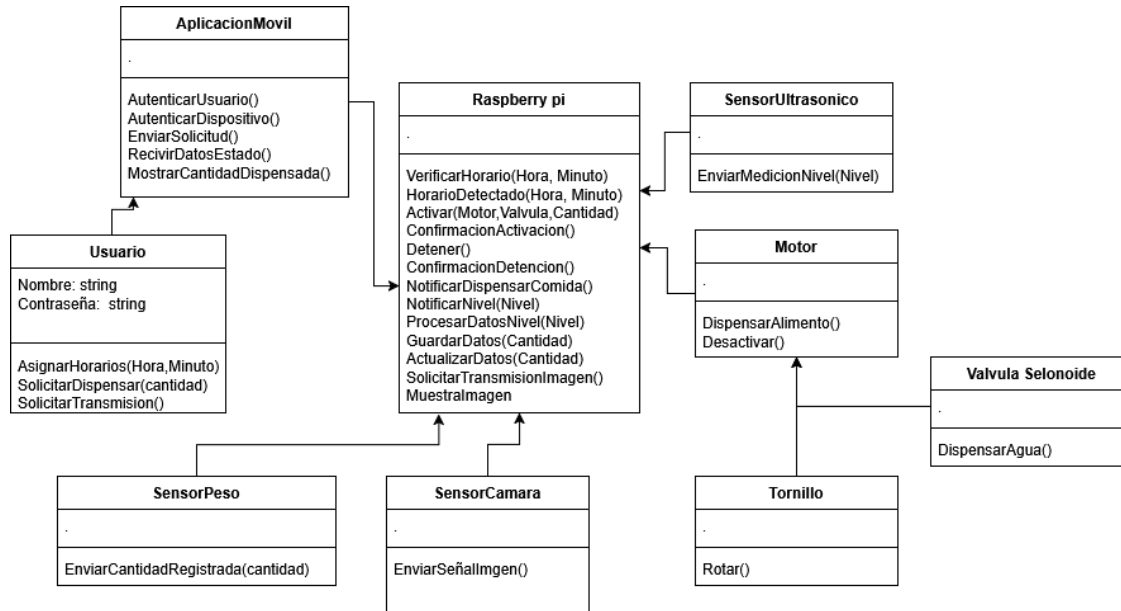 AplicacionMovil
.
AutenticarUsuario()
AutenticarDispositivo()
EnviarSolicitud()
RecivirDatosEstado()
MostrarCantidadDispensada()
Raspberry pi
.
VerificarHorario(Hora, Minuto)
HorarioDetectado(Hora, Minuto)
Activar(Motor,Valvula,Cantidad)
ConfirmacionActivacion()
Detener()
ConfirmacionDetencion()
NotificarDispensarComida()
NotificarNivel(Nivel)
ProcesarDatosNivel(Nivel)
GuardarDatos(Cantidad)
ActualizarDatos(Cantidad)
SolicitarTransmisionImagen()
MuestraImagen
SensorUltrasonico
.
EnviarMedicionNivel(Nivel)
Usuario
Nombre: string
Contraseña: string
AsignarHorarios(Hora,Minuto)
SolicitarDispensar(cantidad)
SolicitarTransmision()
Motor
.
DispensarAlimento()
Desactivar()
Valvula Selonoide
.
DispensarAgua()
SensorPeso
.
EnviarCantidadRegistrada(cantidad)
SensorCamara
.
EnviarSeñalImgen()
Tornillo
.
Rotar()